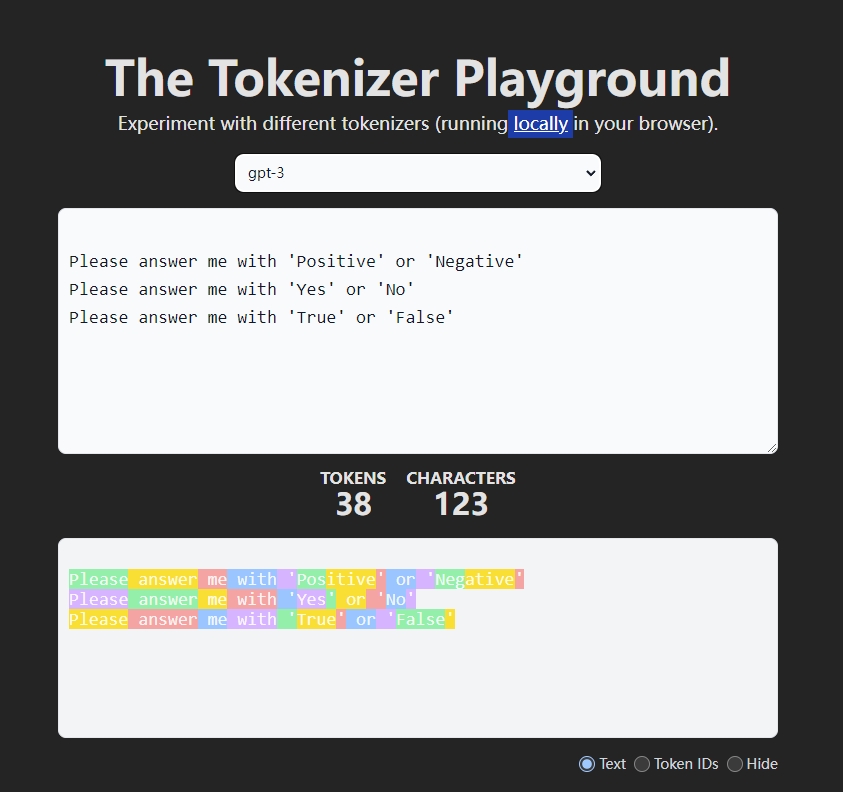 The Tokenizer Playground
Experiment with different tokenizers (running locally in your browser).
gpt-3
Please answer me with 'Positive' or 'Negative'
Please answer me with 'Yes' or 'No'
Please answer me with 'True' or 'False'
TOKENS CHARACTERS
38 123
Please answer me with 'Positive' or 'Negative'
Please answer me with 'Yes' or 'No'
Please answer me with 'True' or 'False'
Text Token IDs Hide